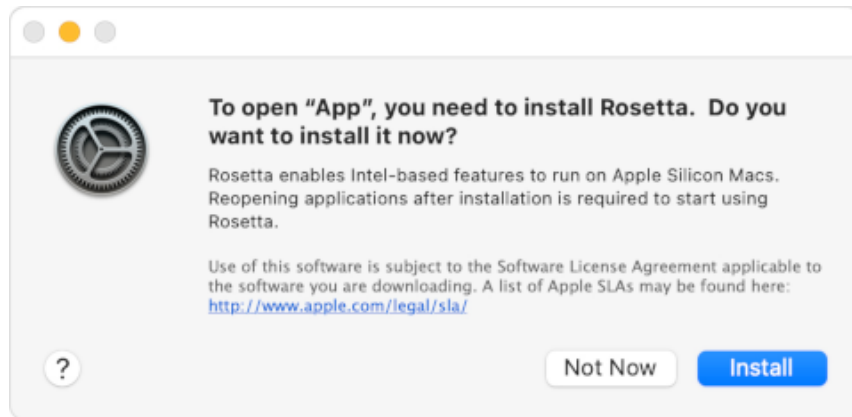 To open “App”, you need to install Rosetta.  Do you
want to install it now?
Rosetta enables Intel-based features to run on Apple Silicon Macs.
Reopening applications after installation is required to start using
Rosetta.
Use of this software is subject to the Software License Agreement applicable to
the software you are downloading. A list of Apple SLAs may be found here:
http://www.apple.com/legal/sla/
? Not Now Install